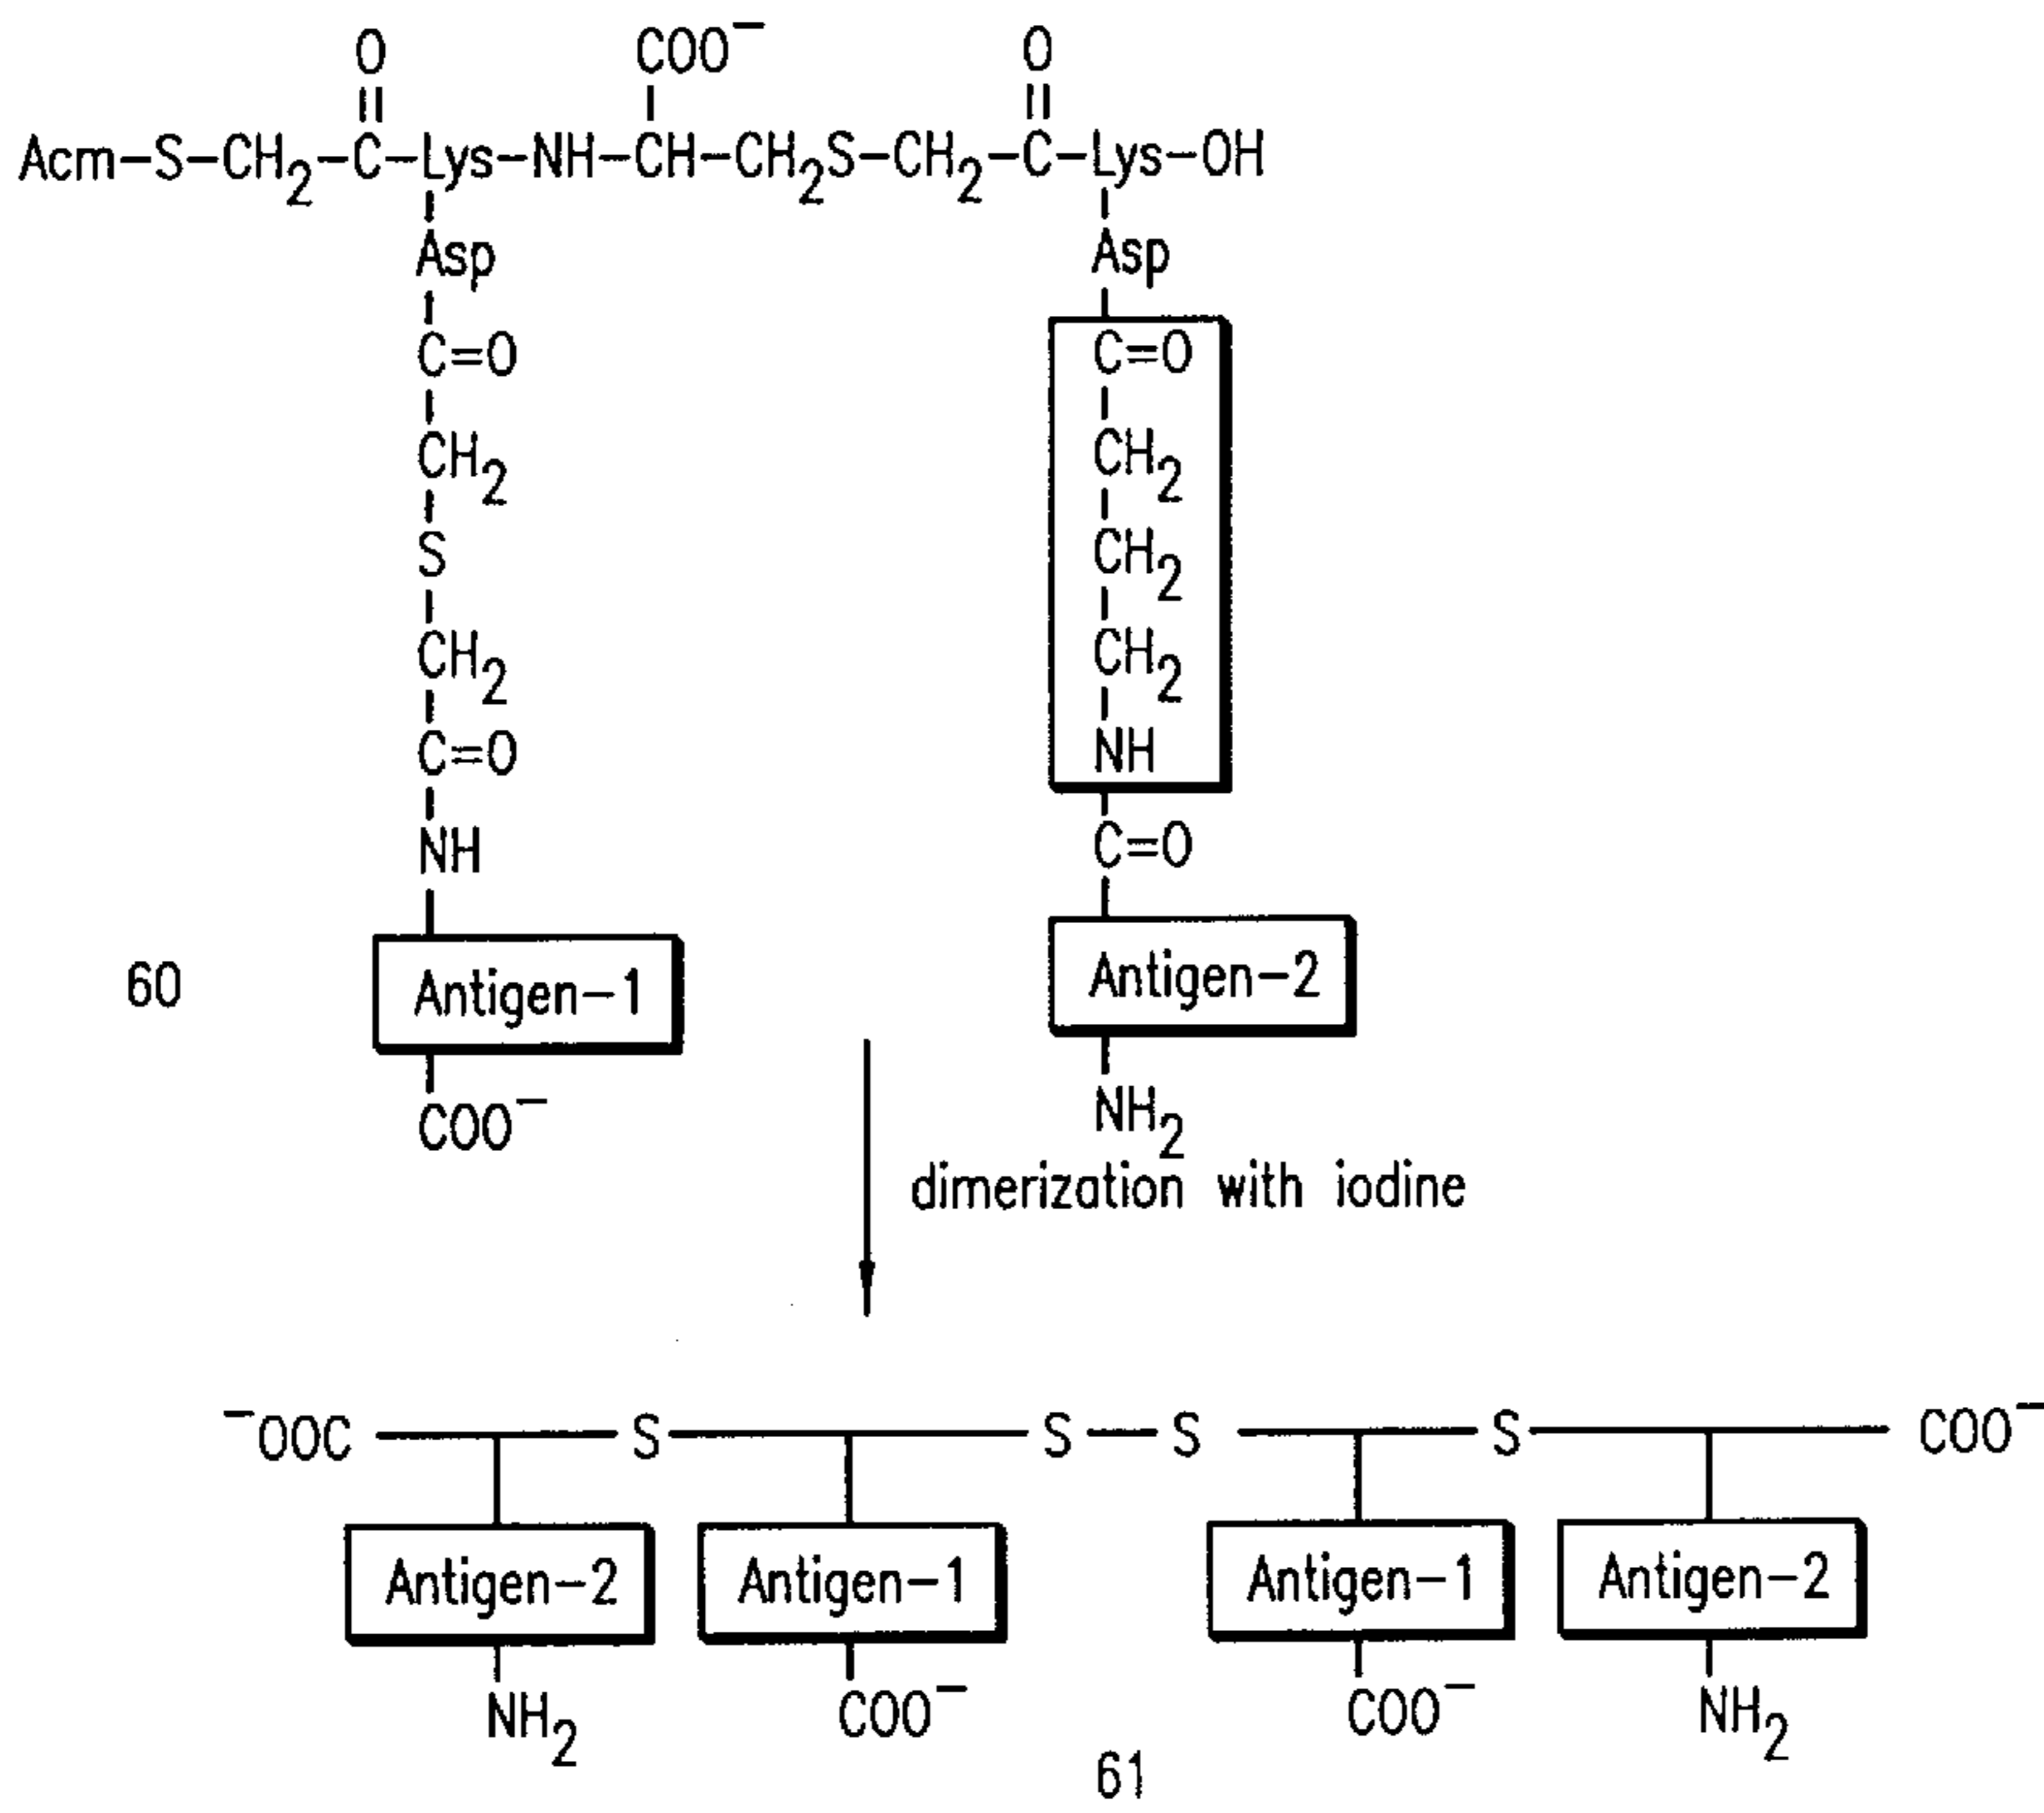 O COO− O
Acm−S−CH2−C−Lys−NH−CH−CH2S−CH2−C−Lys−OH
Asp Asp
C=O C=O
CH2 CH2
S CH2
CH2 CH2
C=O NH
NH C=O
60 Antigen−1 Antigen−2
COO− NH2
dimerization with iodine
−OOC S S−S S COO−
Antigen−2 Antigen−1 Antigen−1 Antigen−2
NH2 COO− COO− NH2
61